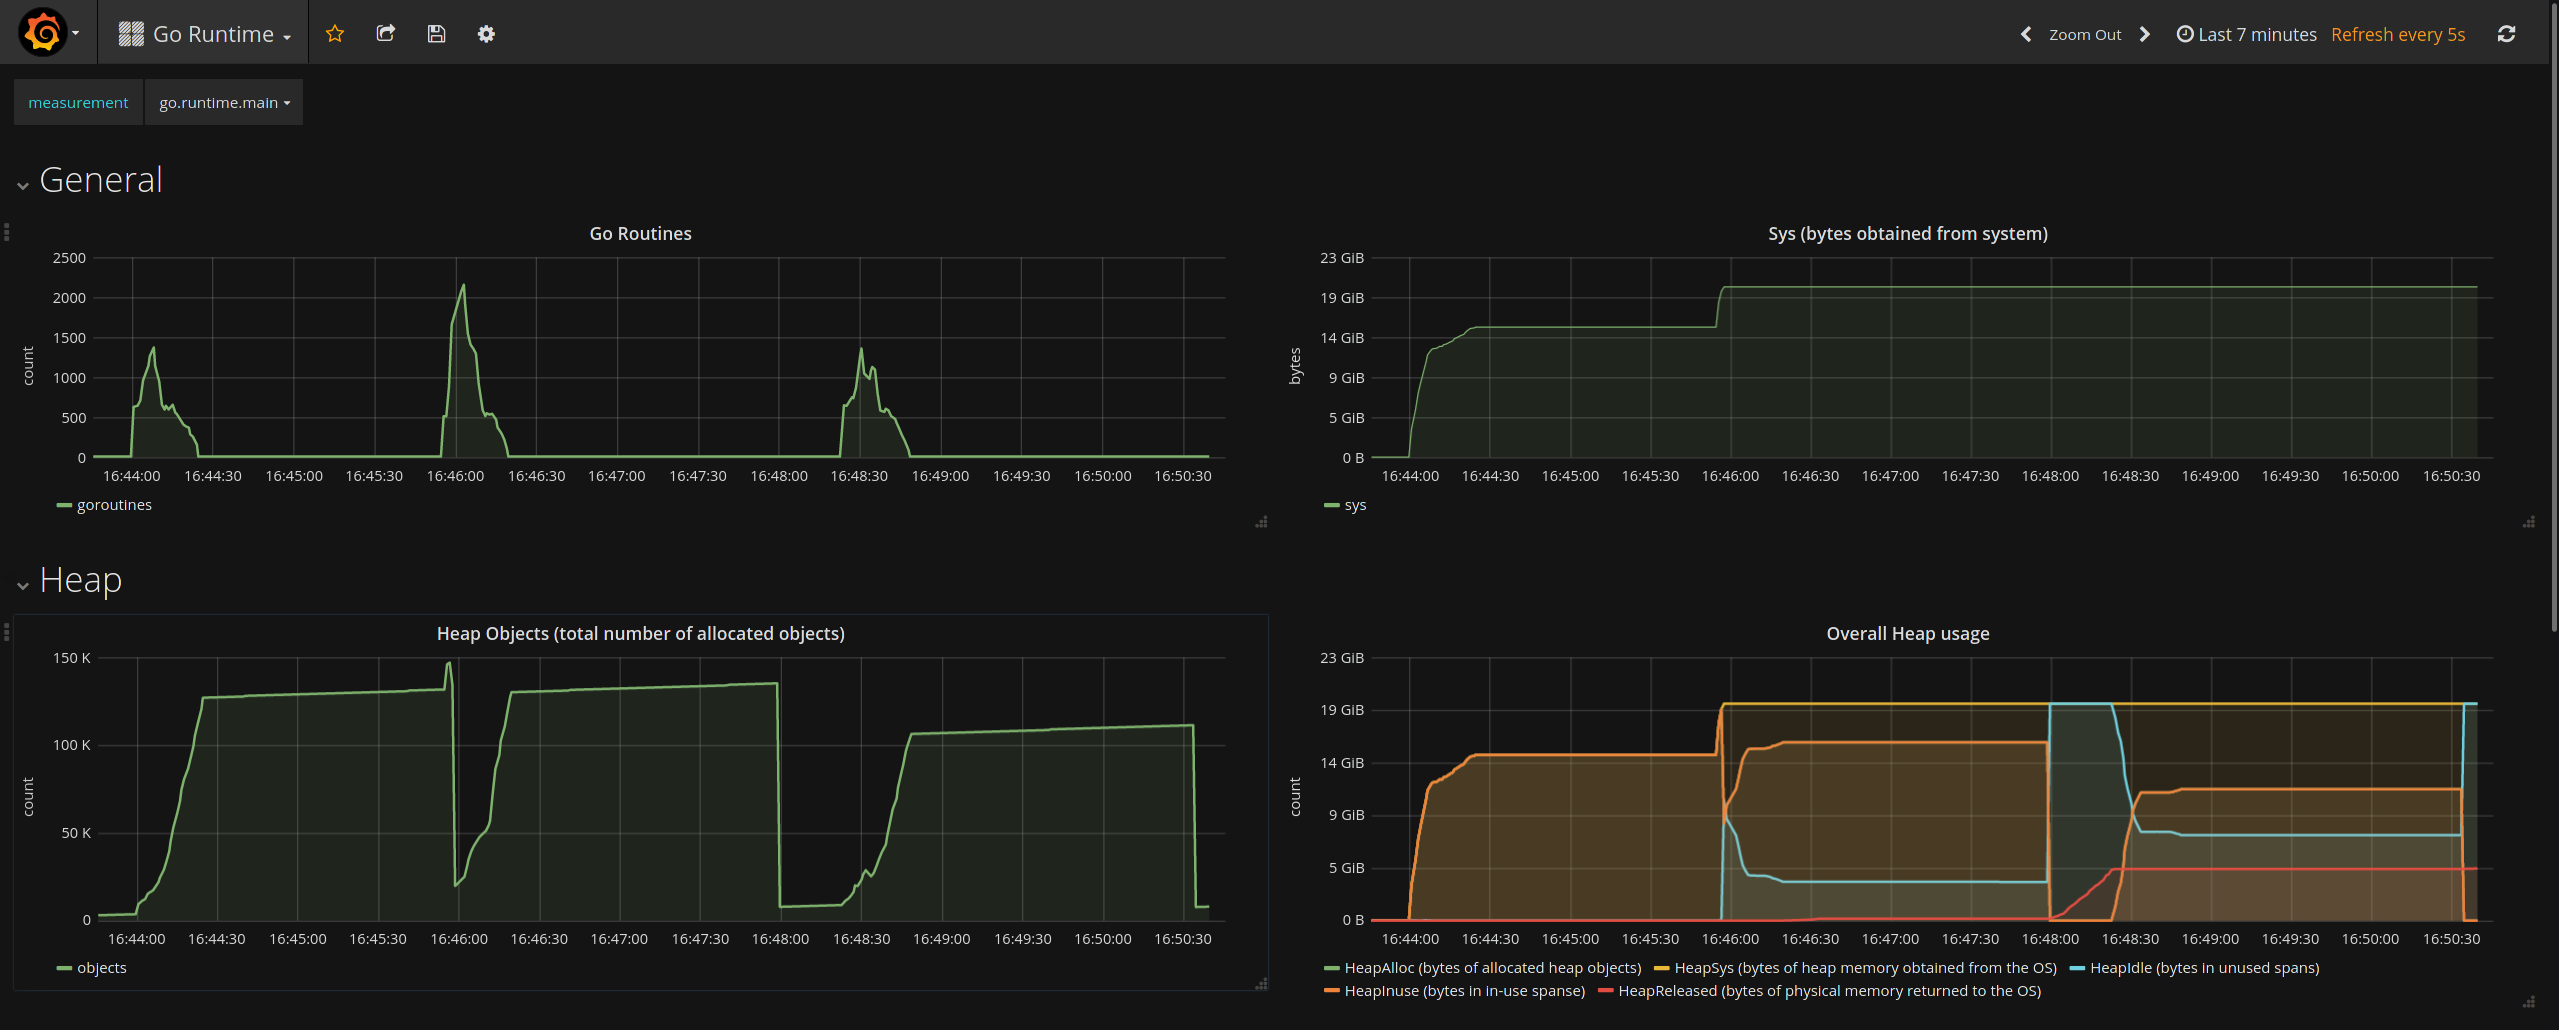 Go Runtime
Zoom Out
Last 7 minutes
Refresh every 5s
measurement
go.runtime.main
General
Go Routines
2500
2000
1500
1000
500
0
count
16:44:00 16:44:30 16:45:00 16:45:30 16:46:00 16:46:30 16:47:00 16:47:30 16:48:00 16:48:30 16:49:00 16:49:30 16:50:00 16:50:30
goroutines
Sys (bytes obtained from system)
23 GiB
19 GiB
14 GiB
9 GiB
5 GiB
0 B
bytes
16:44:00 16:44:30 16:45:00 16:45:30 16:46:00 16:46:30 16:47:00 16:47:30 16:48:00 16:48:30 16:49:00 16:49:30 16:50:00 16:50:30
sys
Heap
Heap Objects (total number of allocated objects)
150 K
100 K
50 K
0
count
16:44:00 16:44:30 16:45:00 16:45:30 16:46:00 16:46:30 16:47:00 16:47:30 16:48:00 16:48:30 16:49:00 16:49:30 16:50:00 16:50:30
objects
Overall Heap usage
23 GiB
19 GiB
14 GiB
9 GiB
5 GiB
0 B
count
16:44:00 16:44:30 16:45:00 16:45:30 16:46:00 16:46:30 16:47:00 16:47:30 16:48:00 16:48:30 16:49:00 16:49:30 16:50:00 16:50:30
HeapAlloc (bytes of allocated heap objects) HeapSys (bytes of heap memory obtained from the OS) HeapIdle (bytes in unused spans)
HeapInuse (bytes in in-use spanse) HeapReleased (bytes of physical memory returned to the OS)